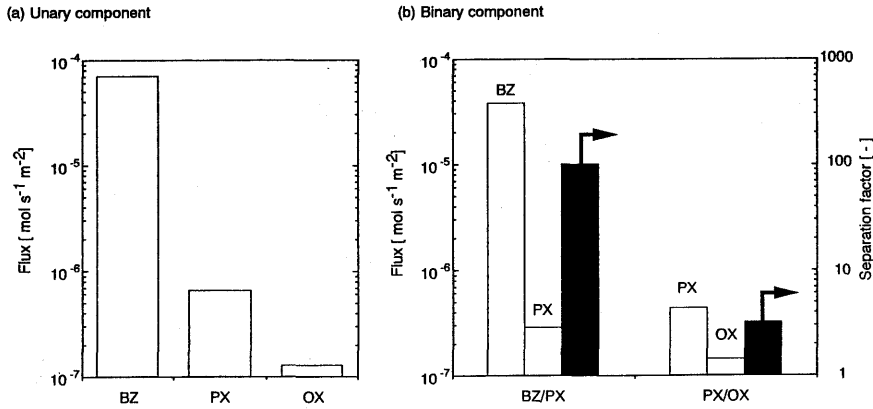 (a) Unary component
(b) Binary component
Flux [ mol s⁻¹ m⁻²]
10⁻⁴
10⁻⁵
10⁻⁶
10⁻⁷
BZ
PX
OX
Flux [ mol s⁻¹ m⁻²]
10⁻⁴
10⁻⁵
10⁻⁶
10⁻⁷
BZ
PX
PX
OX
BZ/PX
PX/OX
1000
100
10
1
Separation factor [ - ]